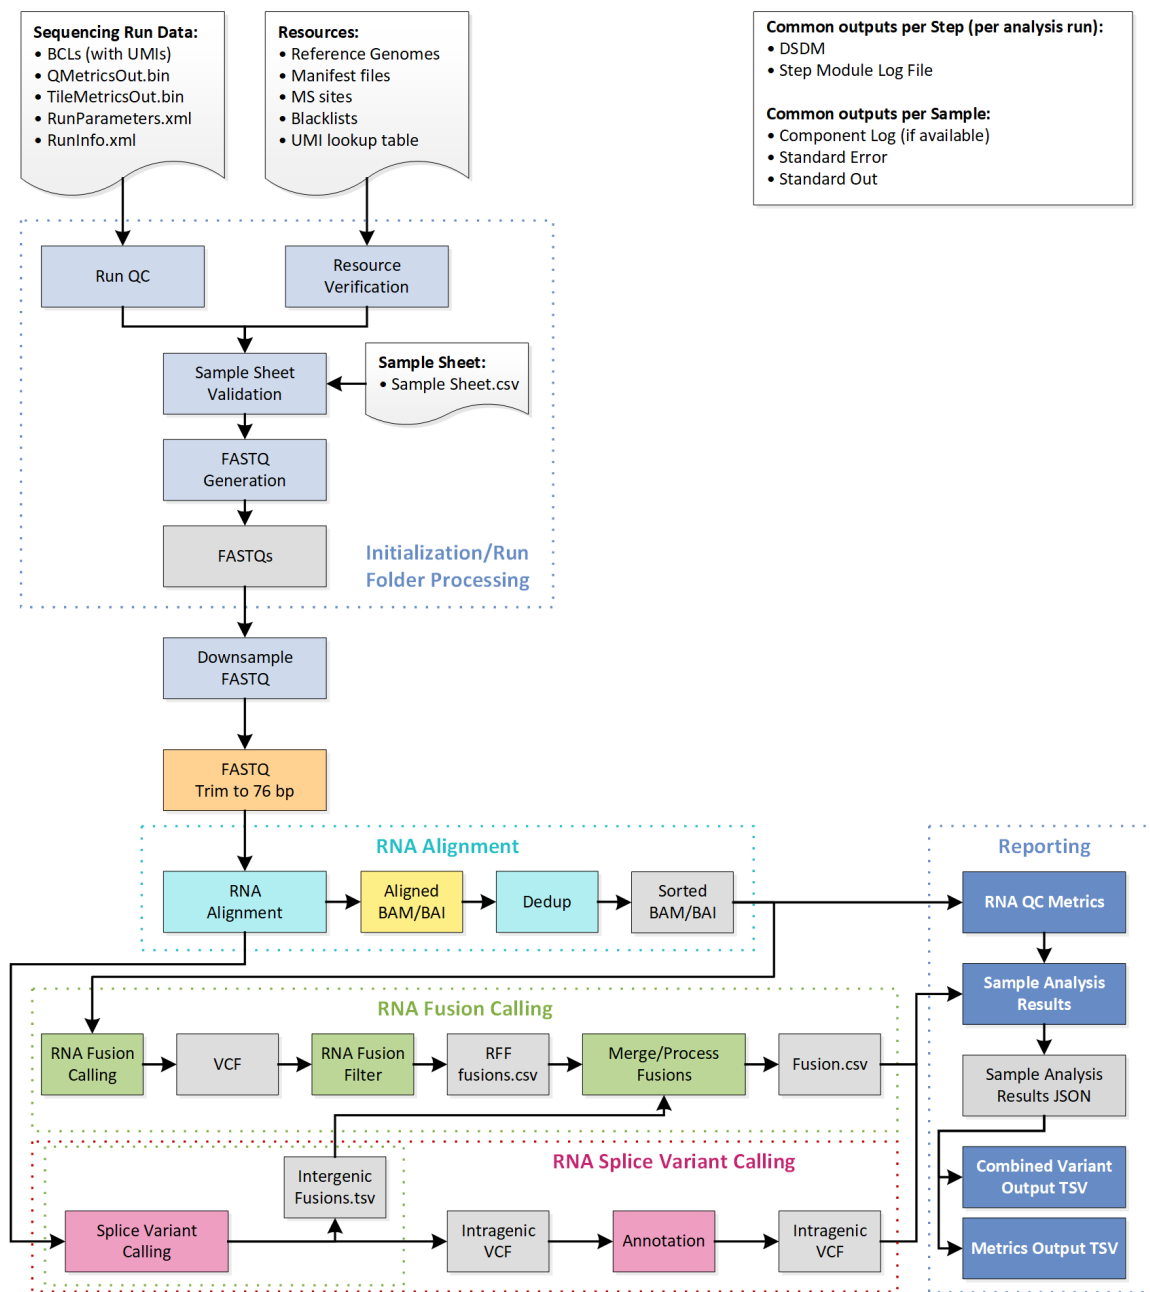 Sequencing Run Data:
• BCLs (with UMIs)
• QMetricsOut.bin
• TileMetricsOut.bin
• RunParameters.xml
• RunInfo.xml
Resources:
• Reference Genomes
• Manifest files
• MS sites
• Blacklists
• UMI lookup table
Common outputs per Step (per analysis run):
• DSDM
• Step Module Log File
Common outputs per Sample:
• Component Log (if available)
• Standard Error
• Standard Out
Run QC
Resource
Verification
Sample Sheet
Validation
Sample Sheet:
• Sample Sheet.csv
FASTQ
Generation
FASTQs
Initialization/Run
Folder Processing
Downsample
FASTQ
FASTQ
Trim to 76 bp
RNA Alignment
RNA
Alignment
Aligned
BAM/BAI
Dedup
Sorted
BAM/BAI
Reporting
RNA QC Metrics
Sample Analysis
Results
Sample Analysis
Results JSON
Combined Variant
Output TSV
Metrics Output TSV
RNA Fusion Calling
RNA Fusion
Calling
VCF
RNA Fusion
Filter
RFF
fusions.csv
Merge/Process
Fusions
Fusion.csv
RNA Splice Variant Calling
Intergenic
Fusions.tsv
Splice Variant
Calling
Intragenic
VCF
Annotation
Intragenic
VCF